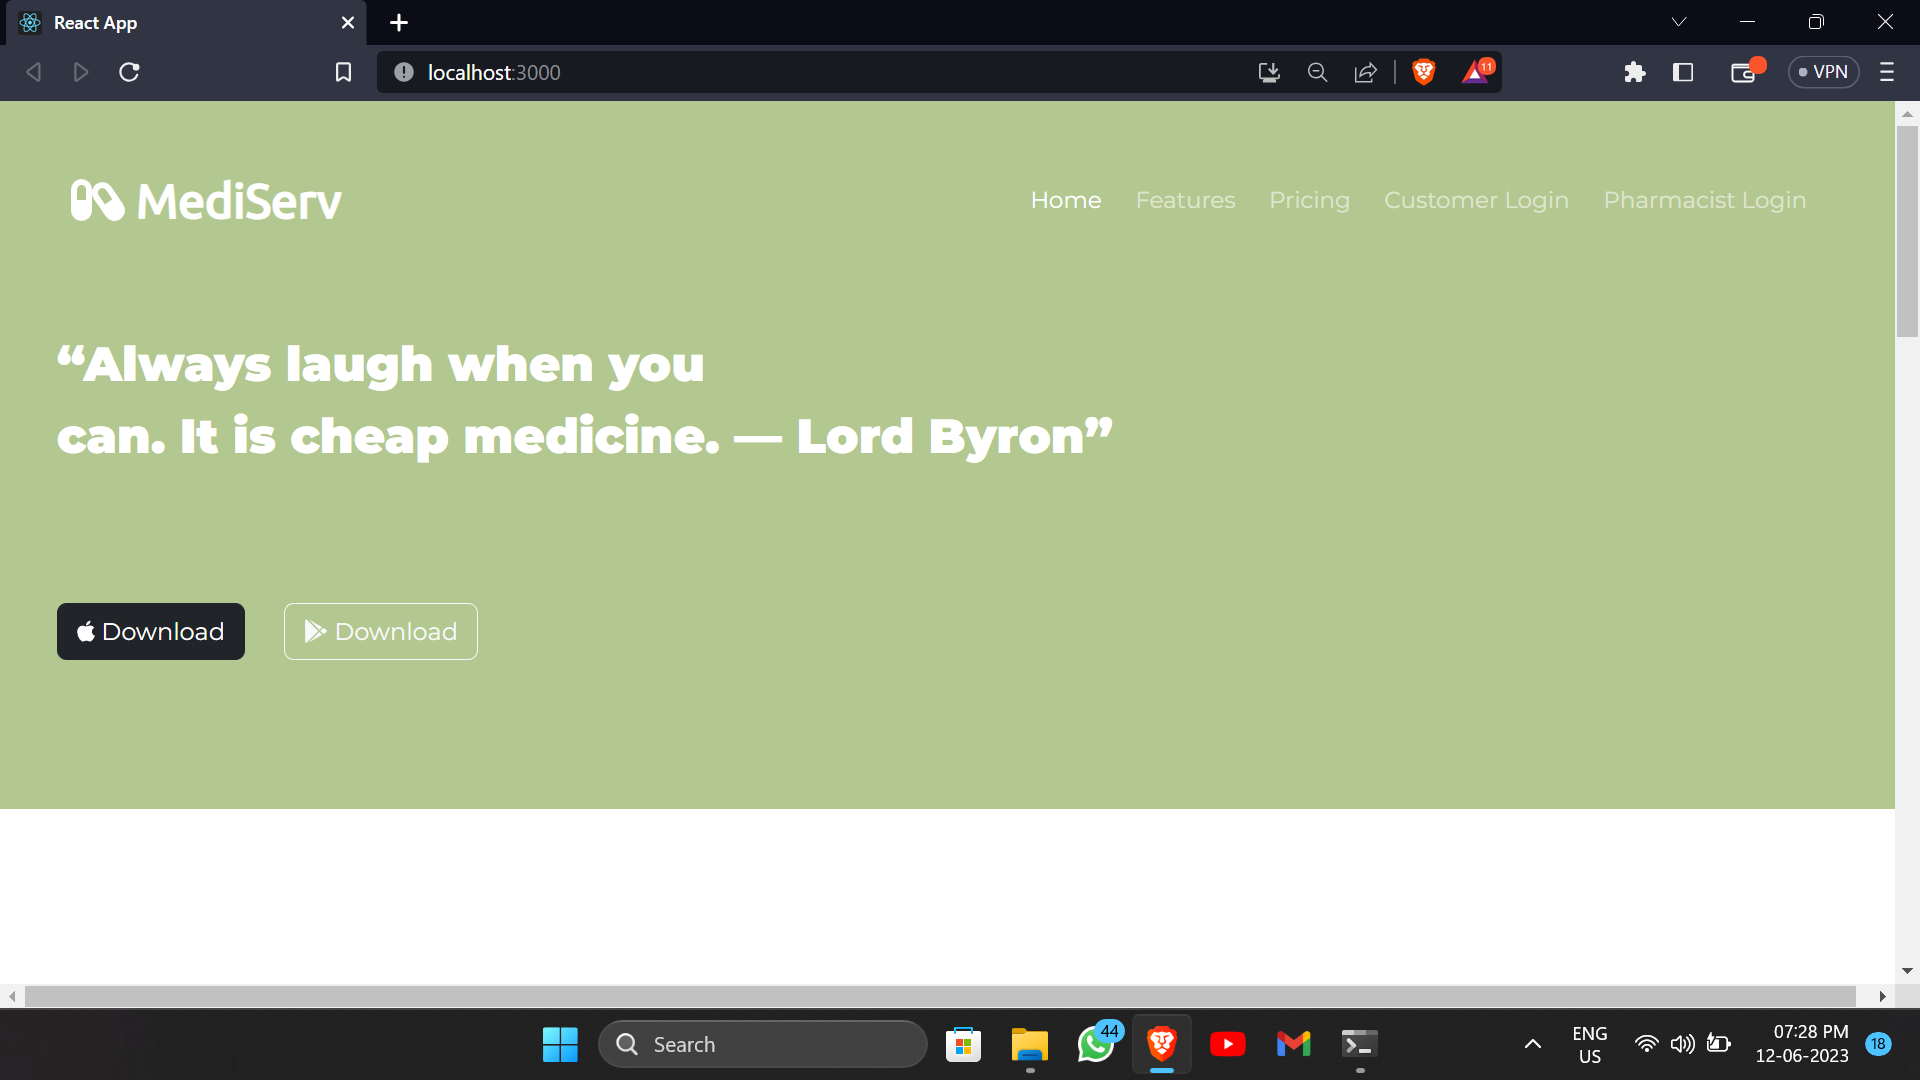 React App
localhost:3000
11
VPN
MediServ
Home Features Pricing Customer Login Pharmacist Login
“Always laugh when you
can. It is cheap medicine. — Lord Byron”
Download Download
Search
44
ENG
US
07:28 PM
12-06-2023
18